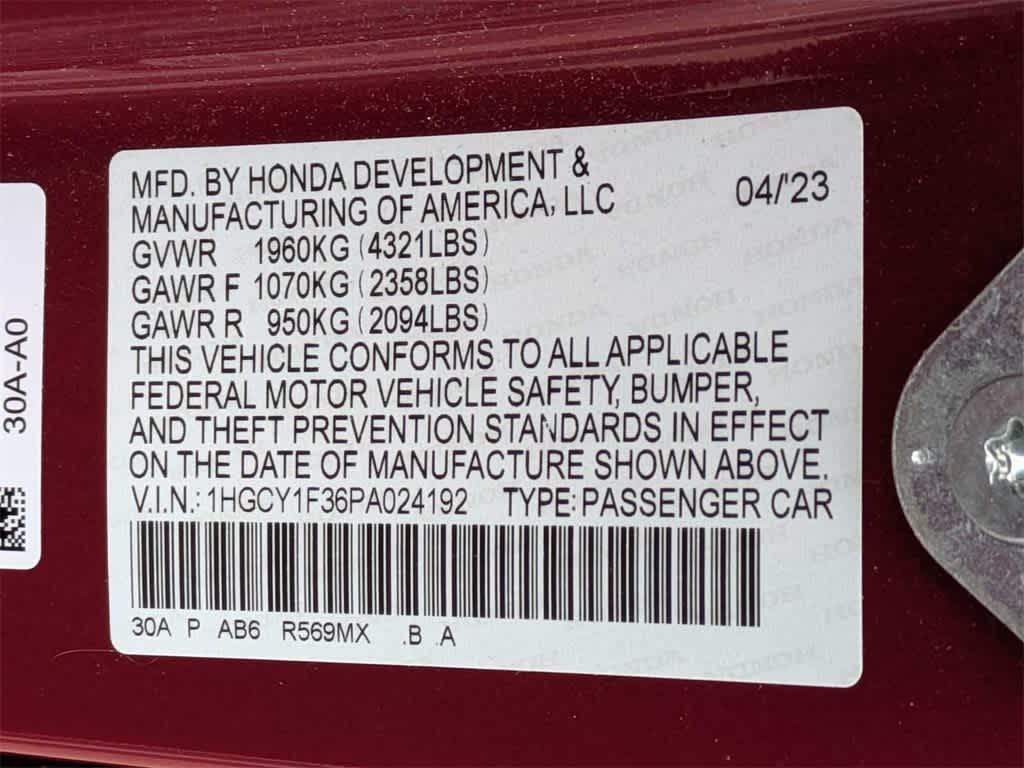 MFD. BY HONDA DEVELOPMENT &
MANUFACTURING OF AMERICA, LLC 04/'23
GVWR 1960KG (4321LBS)
GAWR F 1070KG (2358LBS)
GAWR R 950KG (2094LBS)
THIS VEHICLE CONFORMS TO ALL APPLICABLE
FEDERAL MOTOR VEHICLE SAFETY, BUMPER,
AND THEFT PREVENTION STANDARDS IN EFFECT
ON THE DATE OF MANUFACTURE SHOWN ABOVE.
V.I.N.: 1HGCY1F36PA024192 TYPE: PASSENGER CAR
30A P AB6 R569MX .B .A
30A-A0